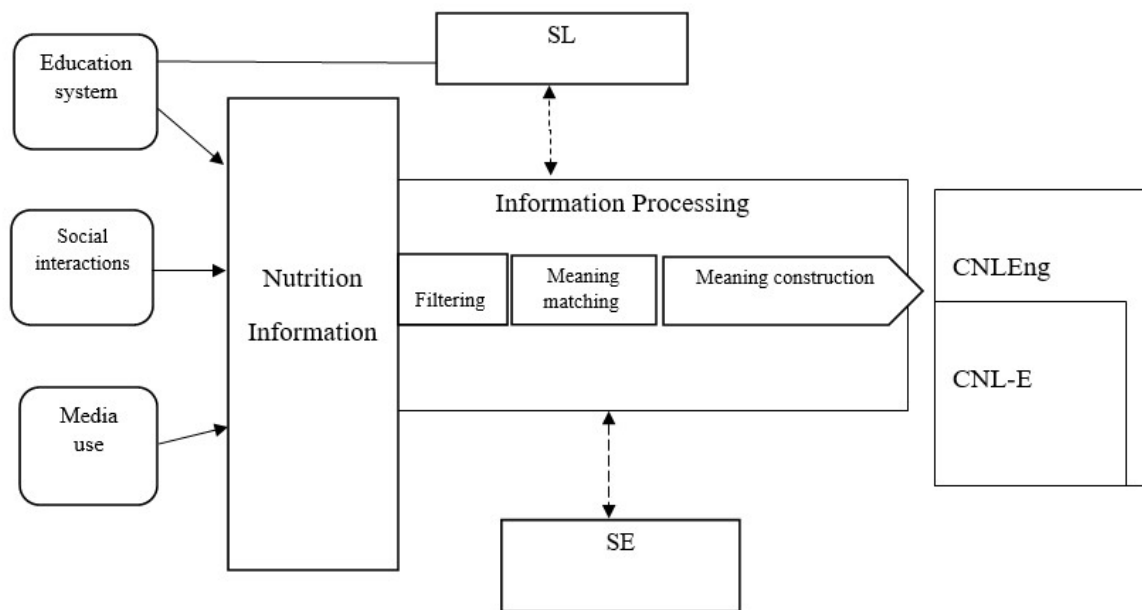 SL
Education
system
Information Processing
Social
interactions
Nutrition
Information
Filtering
Meaning
matching
Meaning construction
CNLEng
CNL-E
Media
use
SE